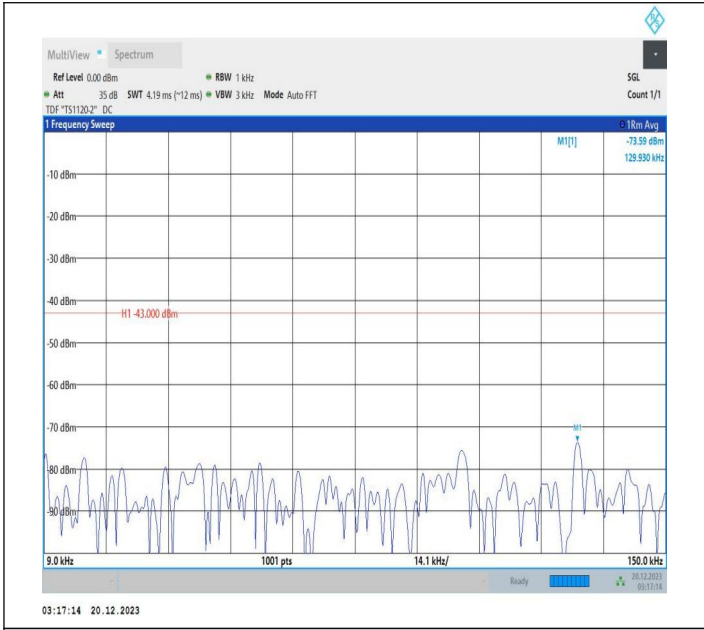 R S
MultiView Spectrum
Ref Level 0.00 dBm RBW 1 kHz SGL
Att 35 dB SWT 4.19 ms (~12 ms) VBW 3 kHz Mode Auto FFT Count 1/1
TDF "TS1120-2" DC
1 Frequency Sweep 1Rm Avg
M1[1] -73.59 dBm
129.930 kHz
-10 dBm
-20 dBm
-30 dBm
-40 dBm
H1 -43.000 dBm
-50 dBm
-60 dBm
-70 dBm
M1
-80 dBm
-90 dBm
9.0 kHz 1001 pts 14.1 kHz/ 150.0 kHz
Ready 20.12.2023
03:17:14
03:17:14 20.12.2023